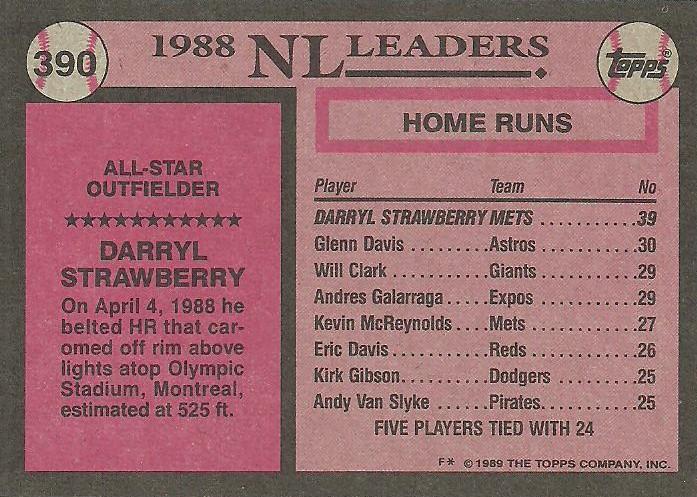 390
1988 NL LEADERS
Topps®
ALL-STAR
OUTFIELDER
★★★★★★★★★★★
DARRYL
STRAWBERRY
On April 4, 1988 he
belted HR that car-
omed off rim above
lights atop Olympic
Stadium, Montreal,
estimated at 525 ft.
HOME RUNS
Player Team No
DARRYL STRAWBERRY METS ...........39
Glenn Davis .........Astros ...........30
Will Clark ............Giants ...........29
Andres Galarraga ....Expos ...........29
Kevin McReynolds ....Mets ............27
Eric Davis ...........Reds ............26
Kirk Gibson..........Dodgers .........25
Andy Van Slyke ......Pirates...........25
FIVE PLAYERS TIED WITH 24
F* © 1989 THE TOPPS COMPANY, INC.